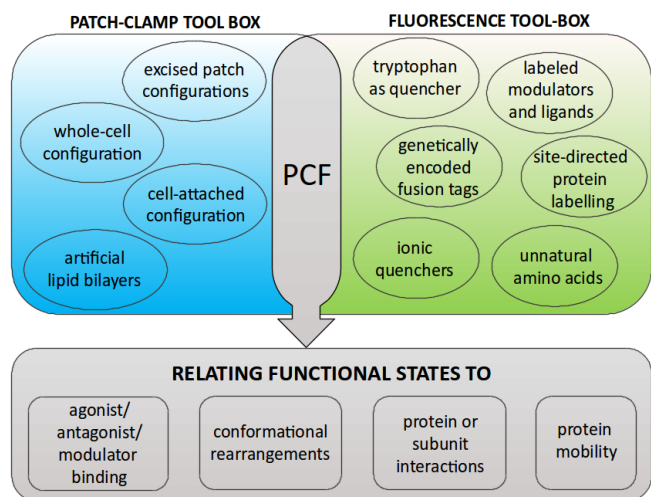 PATCH-CLAMP TOOL BOX
FLUORESCENCE TOOL-BOX
excised patch
configurations
whole-cell
configuration
cell-attached
configuration
artificial
lipid bilayers
PCF
tryptophan
as quencher
labeled
modulators
and ligands
genetically
encoded
fusion tags
site-directed
protein
labelling
ionic
quenchers
unnatural
amino acids
RELATING FUNCTIONAL STATES TO
agonist/
antagonist/
modulator
binding
conformational
rearrangements
protein or
subunit
interactions
protein
mobility